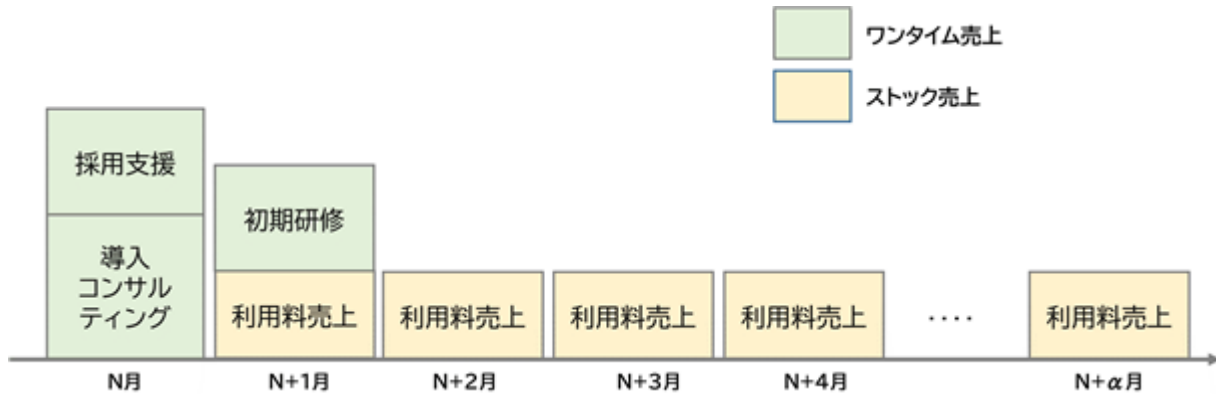 ワンタイム売上
ストック売上
採用支援
導入
コンサル
ティング
初期研修
利用料売上
利用料売上
利用料売上
利用料売上
････
利用料売上
N月
N+1月
N+2月
N+3月
N+4月
N+α月